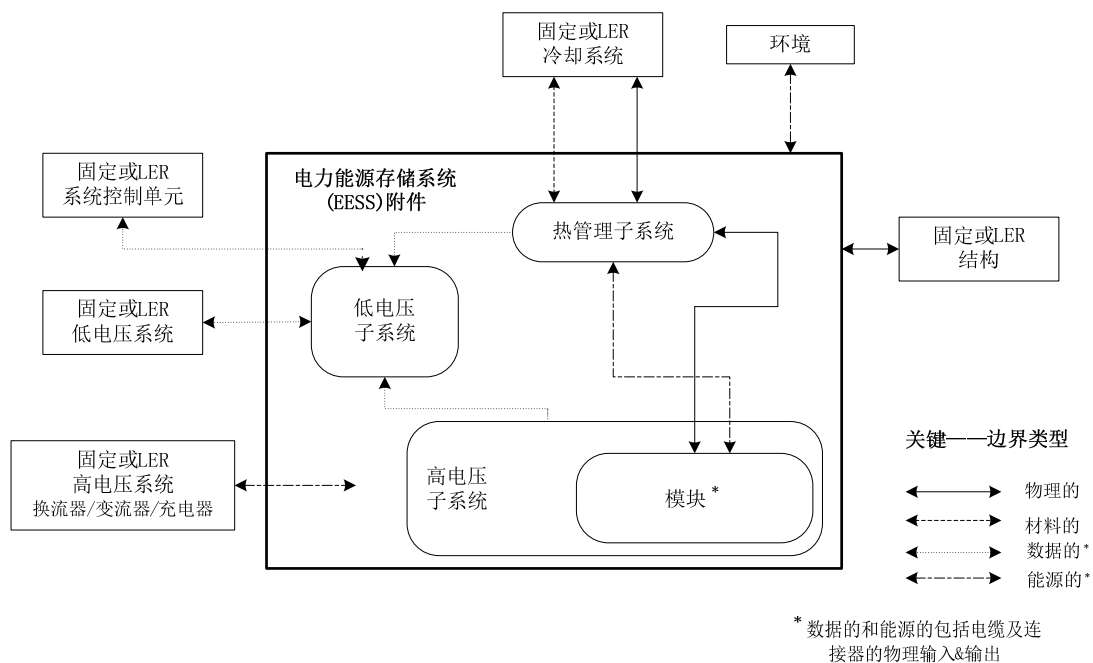 固定或LER
冷却系统
环境
固定或LER
系统控制单元
电力能源存储系统
(EESS)附件
热管理子系统
固定或LER
结构
固定或LER
低电压系统
低电压
子系统
固定或LER
高电压系统
换流器/变流器/充电器
高电压
子系统
模块*
关键——边界类型
物理的
材料的
数据的*
能源的*
*数据的和能源的包括电缆及连
接器的物理输入&输出